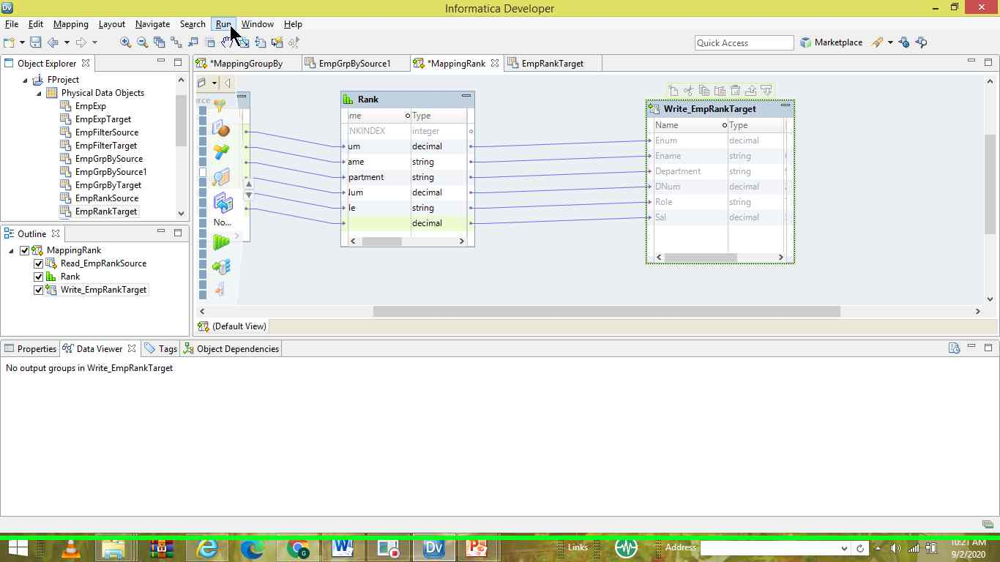 Dv
Informatica Developer
File Edit Mapping Layout Navigate Search Run Window Help
Quick Access Marketplace
Object Explorer
*MappingGroupBy EmpGrpBySource1 *MappingRank EmpRankTarget
FProject
Physical Data Objects
EmpExp
EmpExpTarget
EmpFilterSource
EmpFilterTarget
EmpGrpBySource
EmpGrpBySource1
EmpGrpByTarget
EmpRankSource
EmpRankTarget
Outline
MappingRank
Read_EmpRankSource
Rank
Write_EmpRankTarget
urce
No...
Rank
me Type
NKINDEX integer
um decimal
ame string
partment string
lum decimal
le string
decimal
Write_EmpRankTarget
Name Type
Enum decimal
Ename string
Department string
DNum decimal
Role string
Sal decimal
(Default View)
Properties Data Viewer Tags Object Dependencies
No output groups in Write_EmpRankTarget
Links Address
10:21 AM
9/2/2020